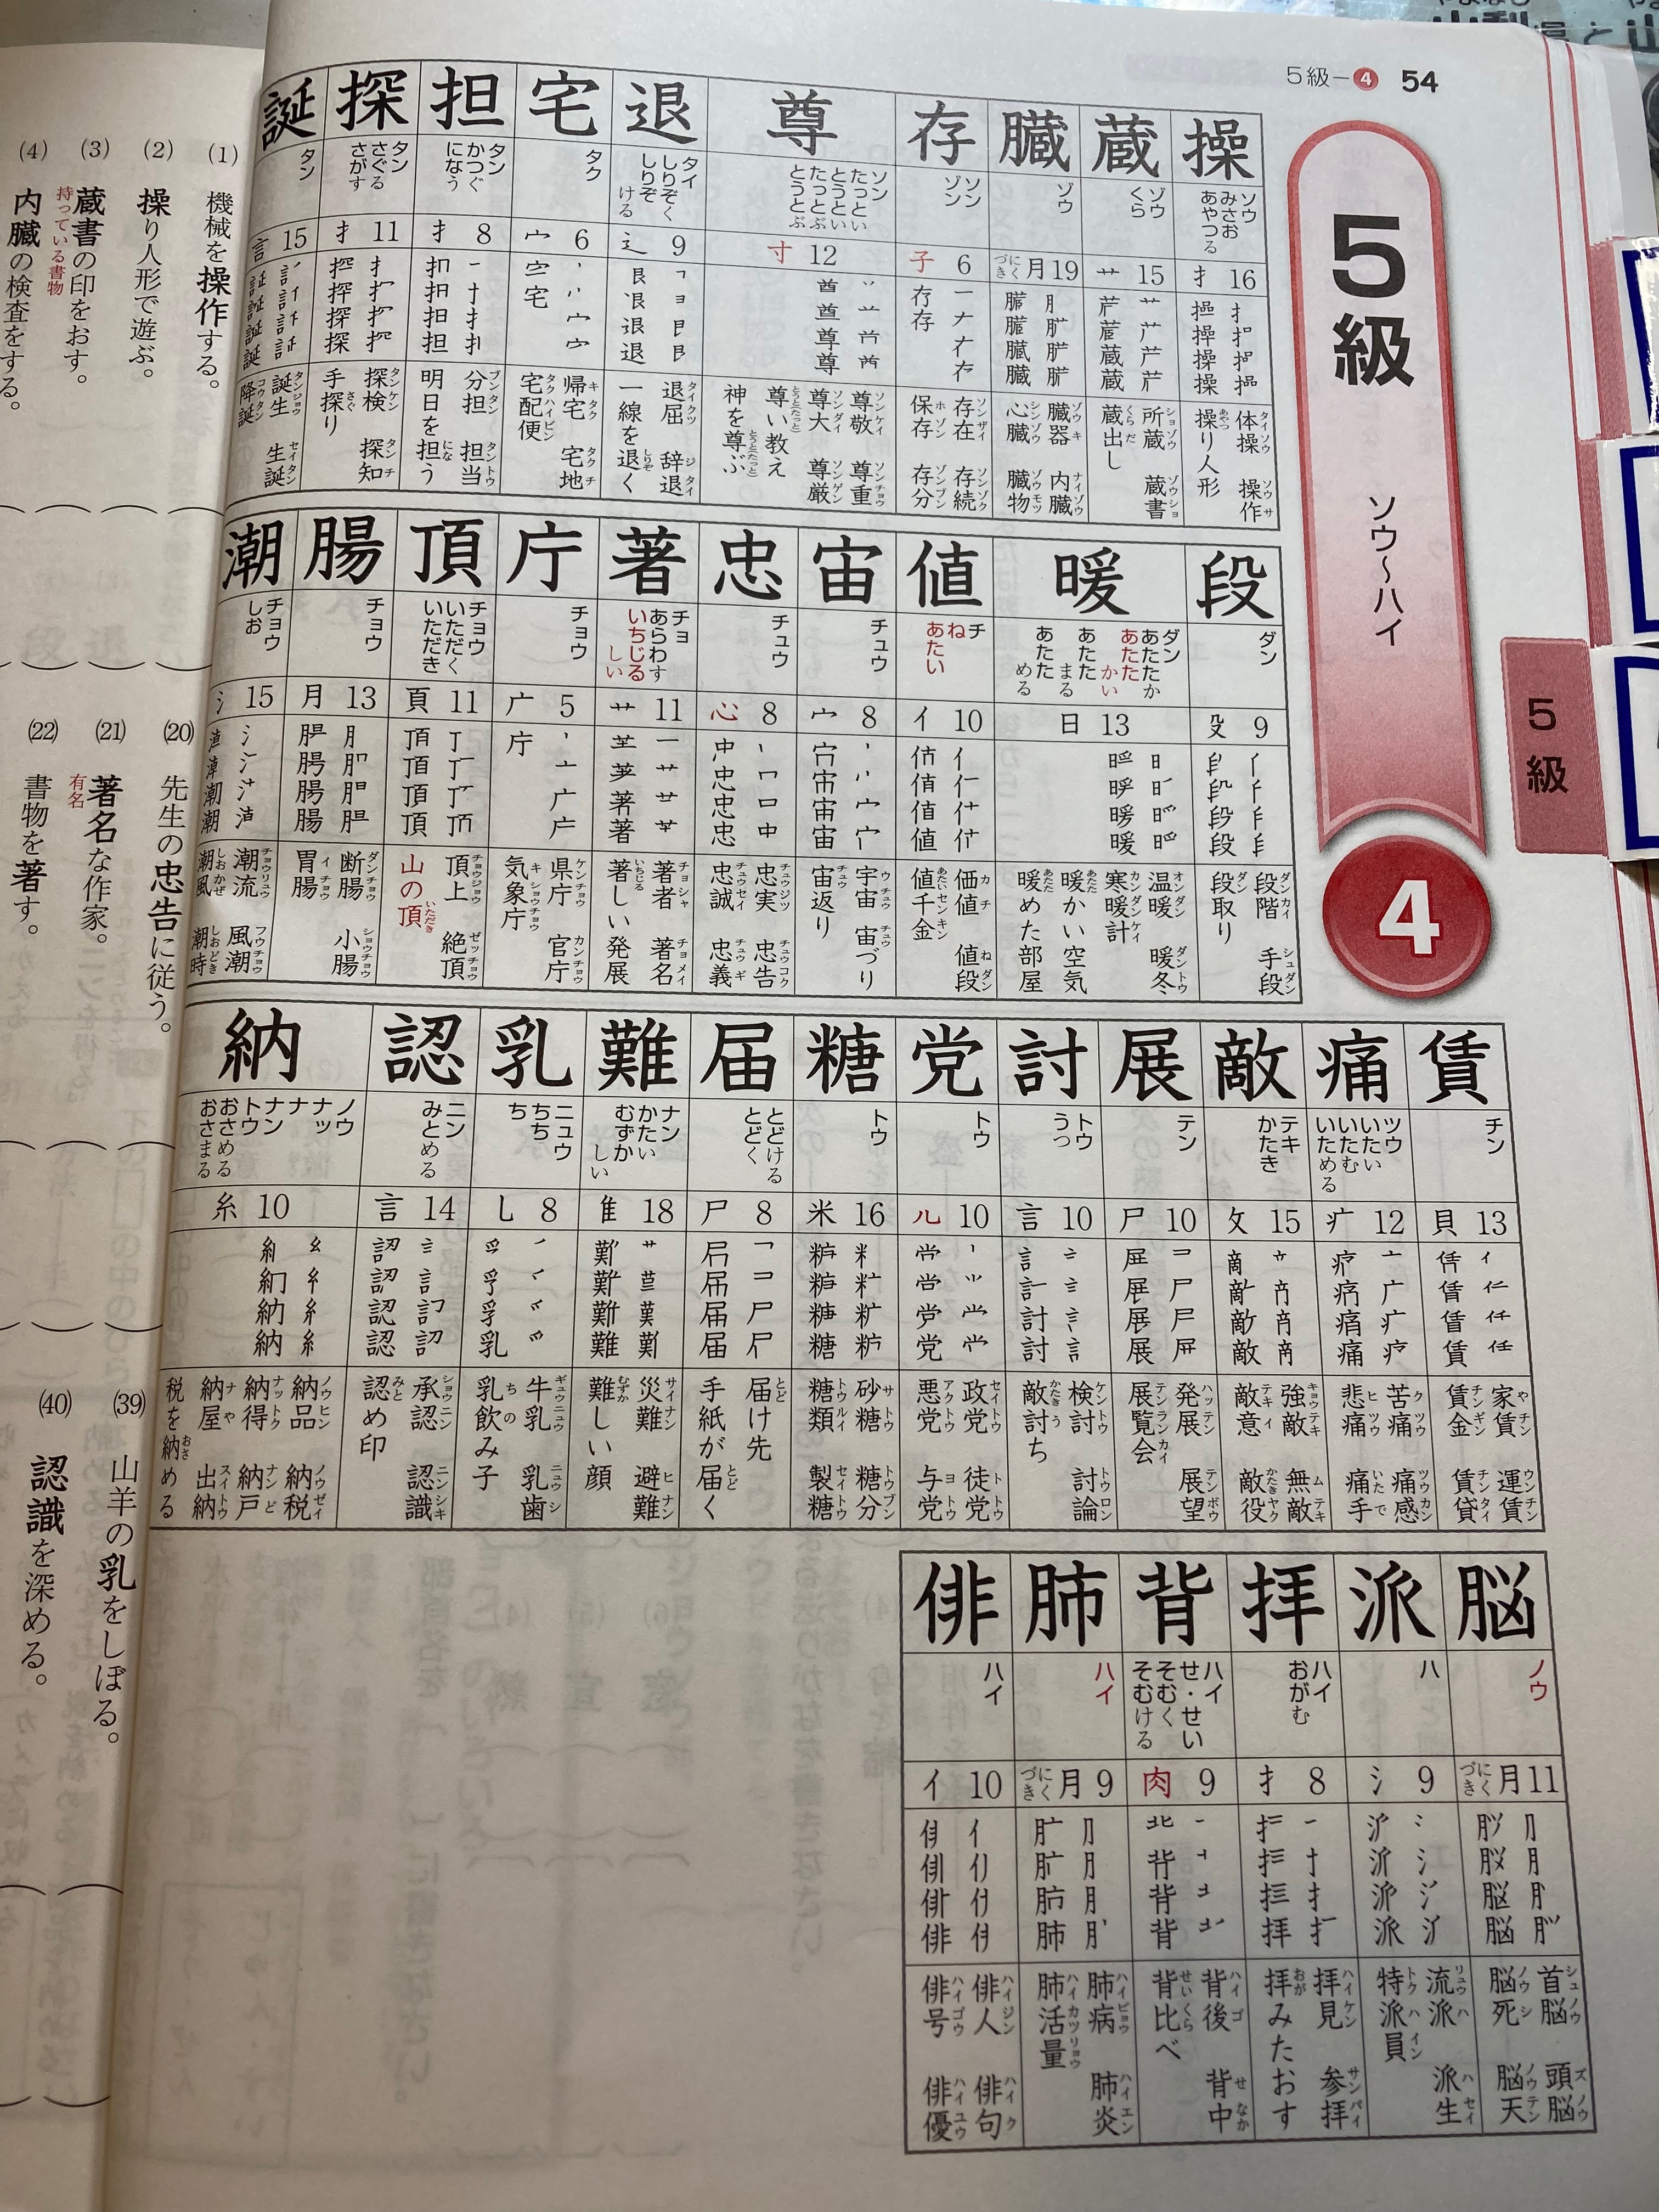 5級ー4 54
5級
ソウ〜ハイ
4
5級
操
ソウ
みさお
あやつる
扌 16
体操 操作
操り人形
蔵
ゾウ
くら
艹 15
所蔵 蔵書
蔵出し
臓
ゾウ
月 にくづき 19
臓器 内臓
心臓 臓物
存
ソン
ゾン
子 6
存在 存続
保存 存分
尊
ソン
たっとい
とうとい
たっとぶ
とうとぶ
寸 12
尊敬 尊重
尊大 尊厳
尊い教え
神を尊ぶ
退
タイ
しりぞく
しりぞける
辶 9
退屈 辞退
一線を退く
宅
タク
宀 6
帰宅 宅地
宅配便
担
タン
かつぐ
になう
扌 8
分担 担当
明日を担う
探
タン
さぐる
さがす
扌 11
探検 探知
手探り
誕
タン
言 15
誕生 生誕
降誕
段
ダン
殳 9
段階 手段
段取り
暖
ダン
あたたか
あたたかい
あたたまる
あたためる
日 13
温暖 暖冬
寒暖計
暖かい空気
暖めた部屋
値
チ
ね
あたい
亻 10
価値 値段
値千金
宙
チュウ
宀 8
宇宙 宙づり
宙返り
忠
チュウ
心 8
忠実 忠告
忠誠 忠義
著
チョ
あらわす
いちじるしい
艹 11
著者 著名
著しい発展
庁
チョウ
广 5
県庁 官庁
気象庁
頂
チョウ
いただく
いただき
頁 11
頂上 絶頂
山の頂
腸
チョウ
月 13
断腸 小腸
胃腸
潮
チョウ
しお
氵 15
潮流 風潮
潮風 潮時
賃
チン
貝 13
家賃 運賃
賃金 賃貸
痛
ツウ
いたい
いたむ
いためる
疒 12
苦痛 痛感
悲痛 痛手
敵
テキ
かたき
攵 15
強敵 無敵
敵意 敵役
展
テン
尸 10
発展 展望
展覧会
討
トウ
うつ
言 10
検討 討論
敵討ち
党
トウ
儿 10
政党 徒党
悪党 与党
糖
トウ
米 16
砂糖 糖分
糖類 製糖
届
とどける
とどく
尸 8
届け先
手紙が届く
難
ナン
かたい
むずかしい
隹 18
災難 避難
難しい顔
乳
ニュウ
ちち
ち
乚 8
牛乳 乳歯
乳飲み子
認
ニン
みとめる
言 14
承認 認識
認め印
納
ノウ
ナッ
ナ
ナン
トウ
おさめる
おさまる
糸 10
納品 納税
納得 納戸
納屋 出納
税を納める
脳
ノウ
月 にくづき 11
首脳 頭脳
脳死 脳天
派
ハ
氵 9
流派 派生
特派員
拝
ハイ
おがむ
扌 8
拝見 参拝
拝みたおす
背
ハイ
せ・せい
そむく
そむける
肉 9
背後 背中
背比べ
肺
ハイ
月 にくづき 9
肺病 肺炎
肺活量
俳
ハイ
亻 10
俳人 俳句
俳号 俳優
(1) 機械を操作する。
(2) 操り人形で遊ぶ。
(3) 蔵書の印をおす。
持っている書物
(4) 内臓の検査をする。
(20) 先生の忠告に従う。
(21) 著名な作家。
有名
(22) 書物を著す。
(39) 山羊の乳をしぼる。
(40) 認識を深める。